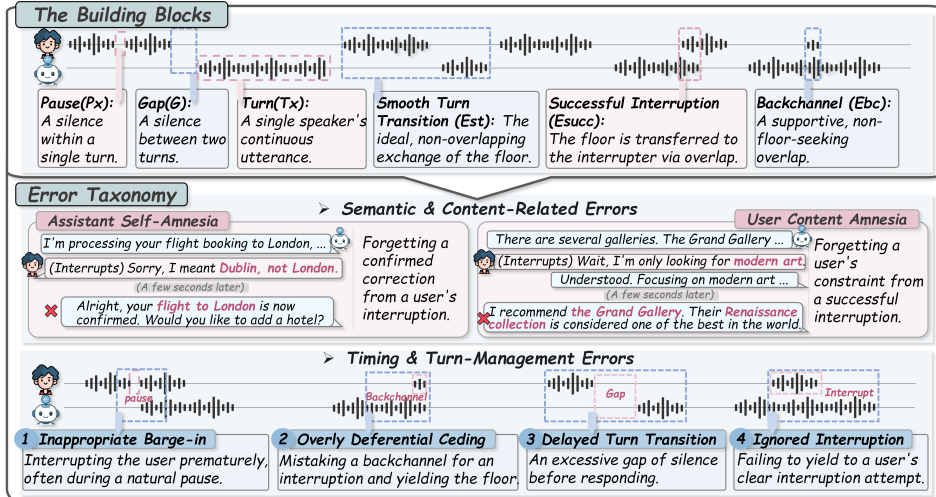 The Building Blocks
Pause(Px):
A silence
within a
single turn.
Gap(G):
A silence
between two
turns.
Turn(Tx):
A single speaker's
continuous
utterance.
Smooth Turn
Transition (Est): The
ideal, non-overlapping
exchange of the floor.
Successful Interruption
(Esucc):
The floor is transferred to
the interrupter via overlap.
Backchannel (Ebc):
A supportive, non-
floor-seeking
overlap.
Error Taxonomy
➤ Semantic & Content-Related Errors
Assistant Self-Amnesia
I'm processing your flight booking to London, ...
(Interrupts) Sorry, I meant Dublin, not London.
(A few seconds later)
Alright, your flight to London is now
confirmed. Would you like to add a hotel?
Forgetting a
confirmed
correction
from a user's
interruption.
User Content Amnesia
There are several galleries. The Grand Gallery ...
(Interrupts) Wait, I'm only looking for modern art.
Understood. Focusing on modern art ...
(A few seconds later)
I recommend the Grand Gallery. Their Renaissance
collection is considered one of the best in the world.
Forgetting a
user's
constraint from
a successful
interruption.
➤ Timing & Turn-Management Errors
pause
Backchannel
Gap
Interrupt
1 Inappropriate Barge-in
Interrupting the user prematurely,
often during a natural pause.
2 Overly Deferential Ceding
Mistaking a backchannel for an
interruption and yielding the floor.
3 Delayed Turn Transition
An excessive gap of silence
before responding.
4 Ignored Interruption
Failing to yield to a user's
clear interruption attempt.